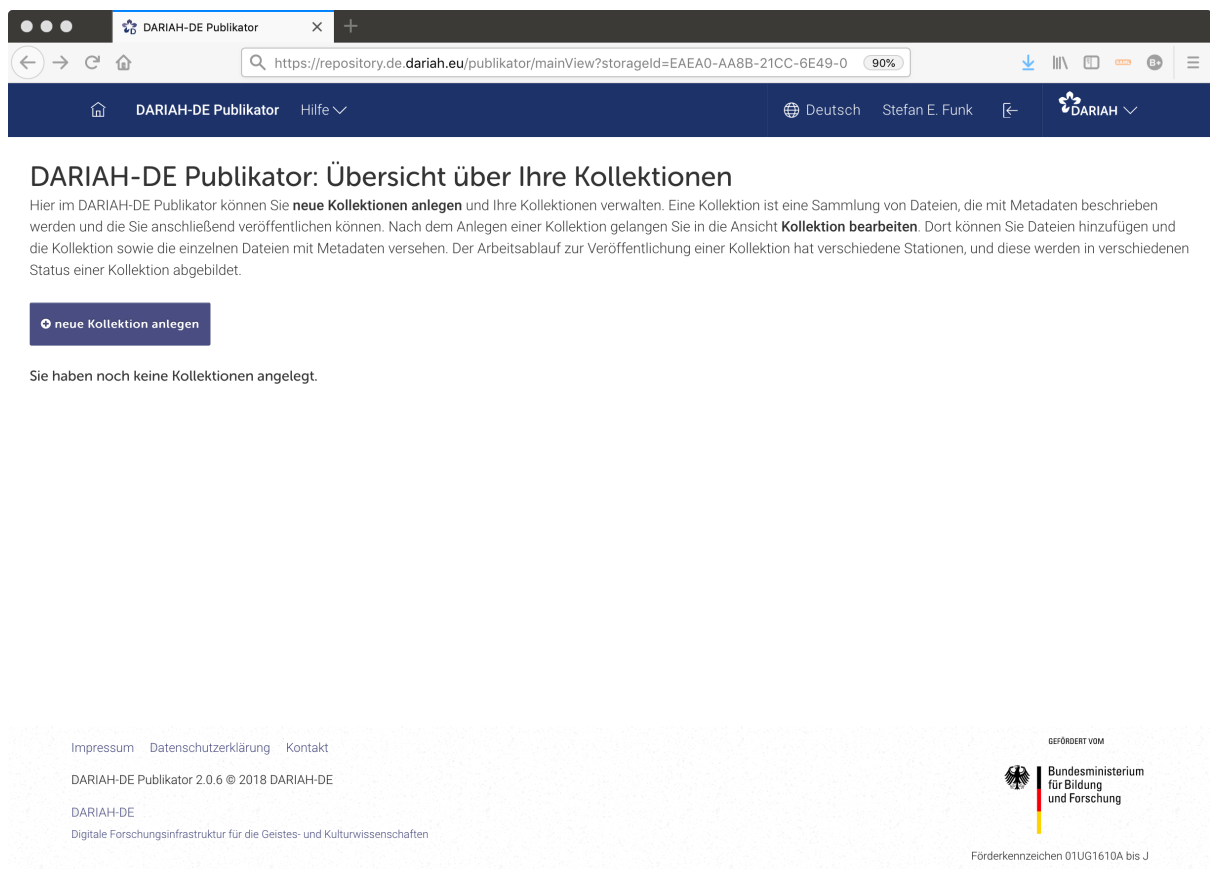 DARIAH-DE Publikator
https://repository.de.dariah.eu/publikator/mainView?storageId=EAEA0-AA8B-21CC-6E49-0 90%
DARIAH-DE Publikator Hilfe Deutsch Stefan E. Funk DARIAH
DARIAH-DE Publikator: Übersicht über Ihre Kollektionen
Hier im DARIAH-DE Publikator können Sie neue Kollektionen anlegen und Ihre Kollektionen verwalten. Eine Kollektion ist eine Sammlung von Dateien, die mit Metadaten beschrieben
werden und die Sie anschließend veröffentlichen können. Nach dem Anlegen einer Kollektion gelangen Sie in die Ansicht Kollektion bearbeiten. Dort können Sie Dateien hinzufügen und
die Kollektion sowie die einzelnen Dateien mit Metadaten versehen. Der Arbeitsablauf zur Veröffentlichung einer Kollektion hat verschiedene Stationen, und diese werden in verschiedenen
Status einer Kollektion abgebildet.
neue Kollektion anlegen
Sie haben noch keine Kollektionen angelegt.
Impressum Datenschutzerklärung Kontakt
DARIAH-DE Publikator 2.0.6 © 2018 DARIAH-DE
DARIAH-DE
Digitale Forschungsinfrastruktur für die Geistes- und Kulturwissenschaften
GEFÖRDERT VOM
Bundesministerium
für Bildung
und Forschung
Förderkennzeichen 01UG1610A bis J